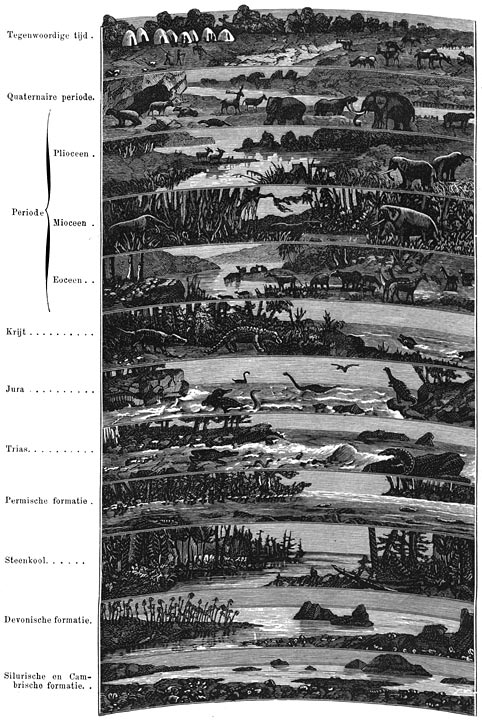 Tegenwoordige tijd .
Quaternaire periode.
Periode
Plioceen .
Mioceen .
Eoceen . .
Krijt . . . . . . . . . .
Jura . . . . . . . . . .
Trias. . . . . . . . . .
Permische formatie .
Steenkool. . . . . .
Devonische formatie.
Silurische en Cam-
brische formatie. .